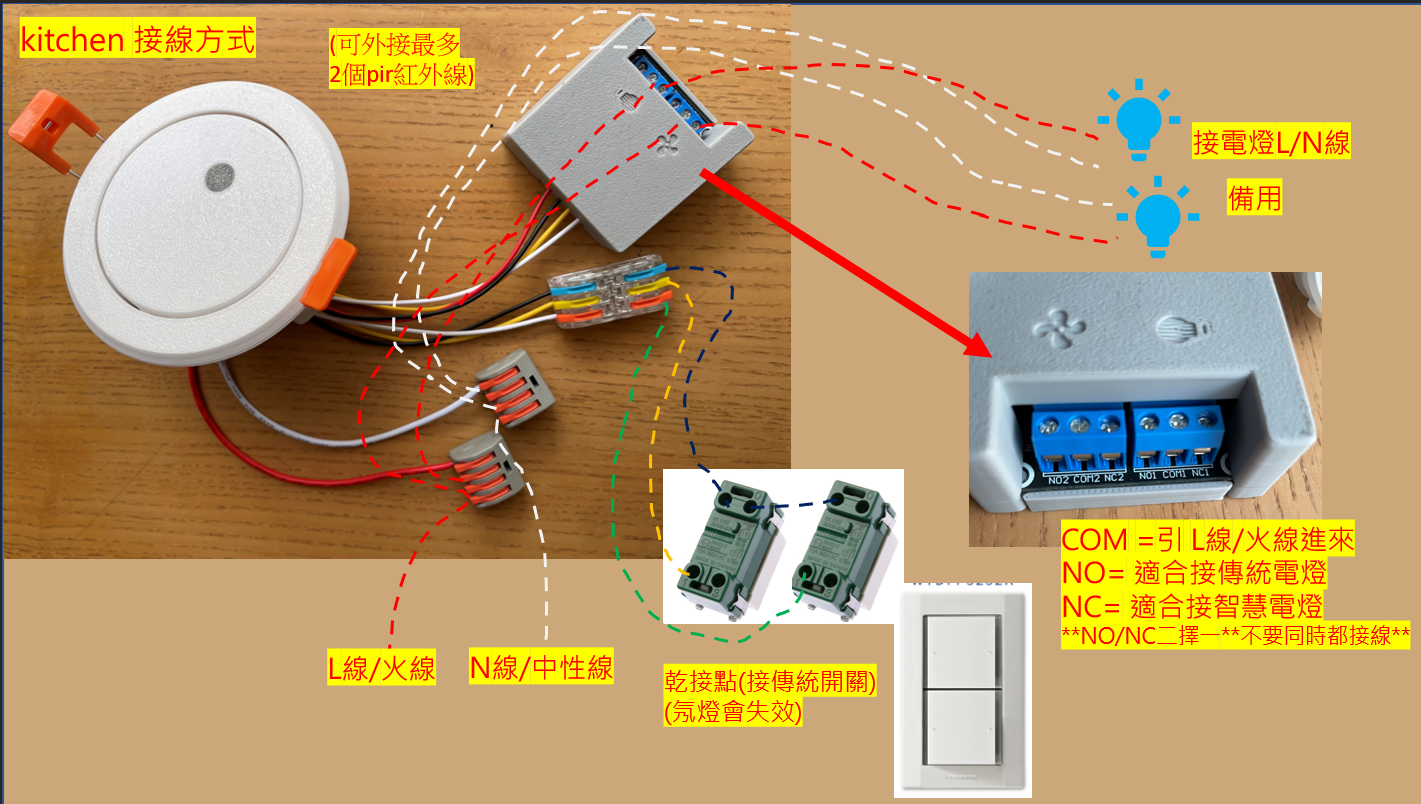 kitchen 接線方式
(可外接最多
2個pir紅外線)
接電燈L/N線
備用
NO2 COM2 NC2 NO1 COM1 NC1
COM =引 L線/火線進來
NO= 適合接傳統電燈
NC= 適合接智慧電燈
**NO/NC二擇一**不要同時都接線**
L線/火線
N線/中性線
乾接點(接傳統開關)
(氖燈會失效)
Panasonic